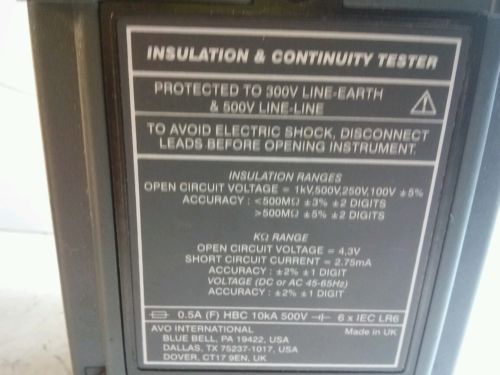 INSULATION & CONTINUITY TESTER
PROTECTED TO 300V LINE-EARTH
& 500V LINE-LINE
TO AVOID ELECTRIC SHOCK, DISCONNECT
LEADS BEFORE OPENING INSTRUMENT.
INSULATION RANGES
OPEN CIRCUIT VOLTAGE = 1kV,500V,250V,100V ±5%
ACCURACY : <500MΩ ±3% ±2 DIGITS
>500MΩ ±5% ±2 DIGITS
KΩ RANGE
OPEN CIRCUIT VOLTAGE = 4,3V
SHORT CIRCUIT CURRENT = 2.75mA
ACCURACY : ±2% ±1 DIGIT
VOLTAGE (DC or AC 45-65Hz)
ACCURACY : ±2% ±1 DIGIT
0.5A (F) HBC 10kA 500V 6 x IEC LR6
AVO INTERNATIONAL Made in UK
BLUE BELL, PA 19422, USA
DALLAS, TX 75237-1017, USA
DOVER, CT17 9EN, UK